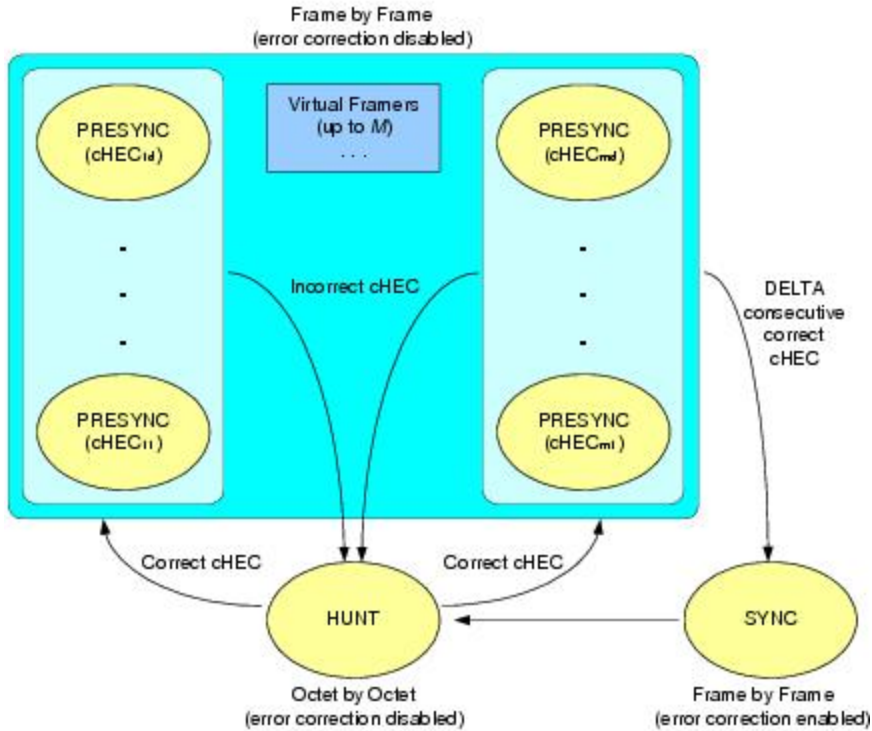 Frame by Frame
(error correction disabled)
PRESYNC
(cHEC1d)
Virtual Framers
(up to M)
. . .
PRESYNC
(cHECmd)
Incorrect cHEC
DELTA
consecutive
correct
cHEC
PRESYNC
(cHEC11)
PRESYNC
(cHECm1)
Correct cHEC
Correct cHEC
HUNT
SYNC
Octet by Octet
(error correction disabled)
Frame by Frame
(error correction enabled)